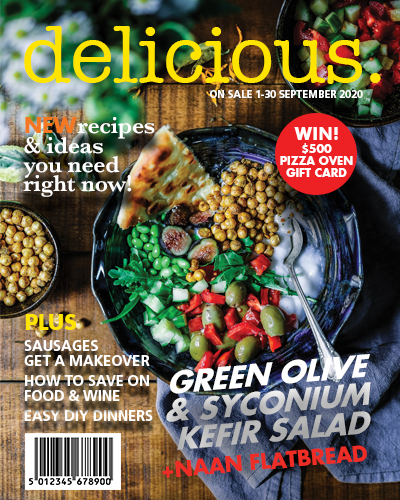 delicious.
ON SALE 1-30 SEPTEMBER 2020
NEW recipes
& ideas
you need
right now!
WIN!
$500
PIZZA OVEN
GIFT CARD
PLUS
SAUSAGES
GET A MAKEOVER
HOW TO SAVE ON
FOOD & WINE
EASY DIY DINNERS
GREEN OLIVE
& SYCONIUM
KEFIR SALAD
+NAAN FLATBREAD
5 012345 678900